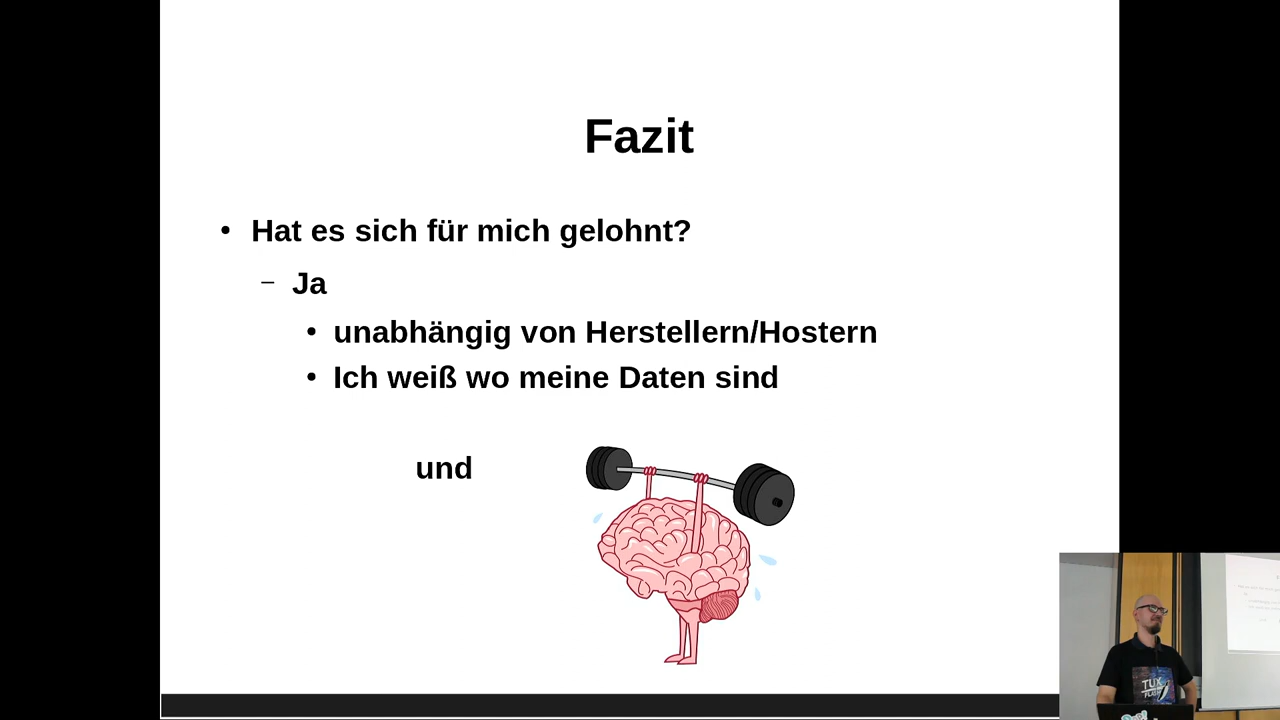 Fazit
• Hat es sich für mich gelohnt?
– Ja
• unabhängig von Herstellern/Hostern
• Ich weiß wo meine Daten sind
und
TUX